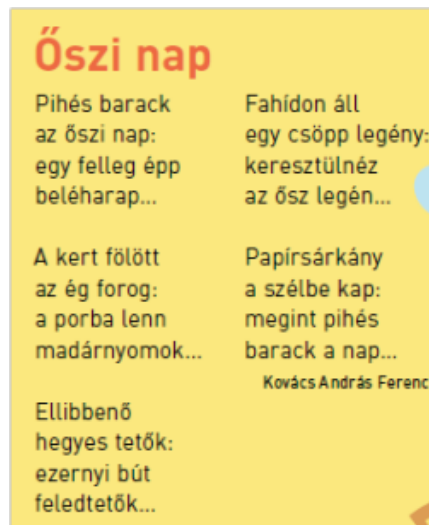 Őszi nap
Pihés barack
az őszi nap:
egy felleg épp
beléharap...
A kert fölött
az ég forog:
a porba lenn
madárnyomok...
Ellibbenő
hegyes tetők:
ezernyi bút
feledtetők...
Fahídon áll
egy csöpp legény:
keresztülnéz
az ősz legén...
Papírsárkány
a szélbe kap:
megint pihés
barack a nap...
Kovács András Ferenc